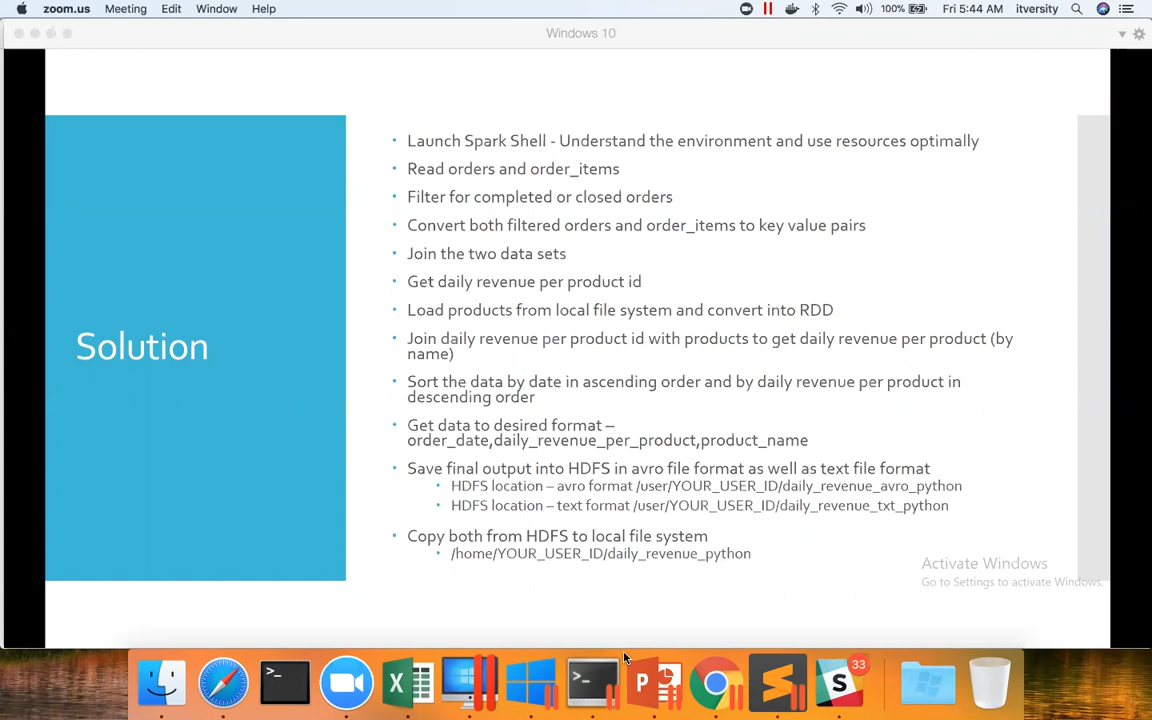 zoom.us Meeting Edit Window Help 100% Fri 5:44 AM itversity
Windows 10
Solution
• Launch Spark Shell - Understand the environment and use resources optimally
• Read orders and order_items
• Filter for completed or closed orders
• Convert both filtered orders and order_items to key value pairs
• Join the two data sets
• Get daily revenue per product id
• Load products from local file system and convert into RDD
• Join daily revenue per product id with products to get daily revenue per product (by
name)
• Sort the data by date in ascending order and by daily revenue per product in
descending order
• Get data to desired format –
order_date,daily_revenue_per_product,product_name
• Save final output into HDFS in avro file format as well as text file format
• HDFS location – avro format /user/YOUR_USER_ID/daily_revenue_avro_python
• HDFS location – text format /user/YOUR_USER_ID/daily_revenue_txt_python
• Copy both from HDFS to local file system
• /home/YOUR_USER_ID/daily_revenue_python
Activate Windows
Go to Settings to activate Windows.
>_ X >_ P S 33